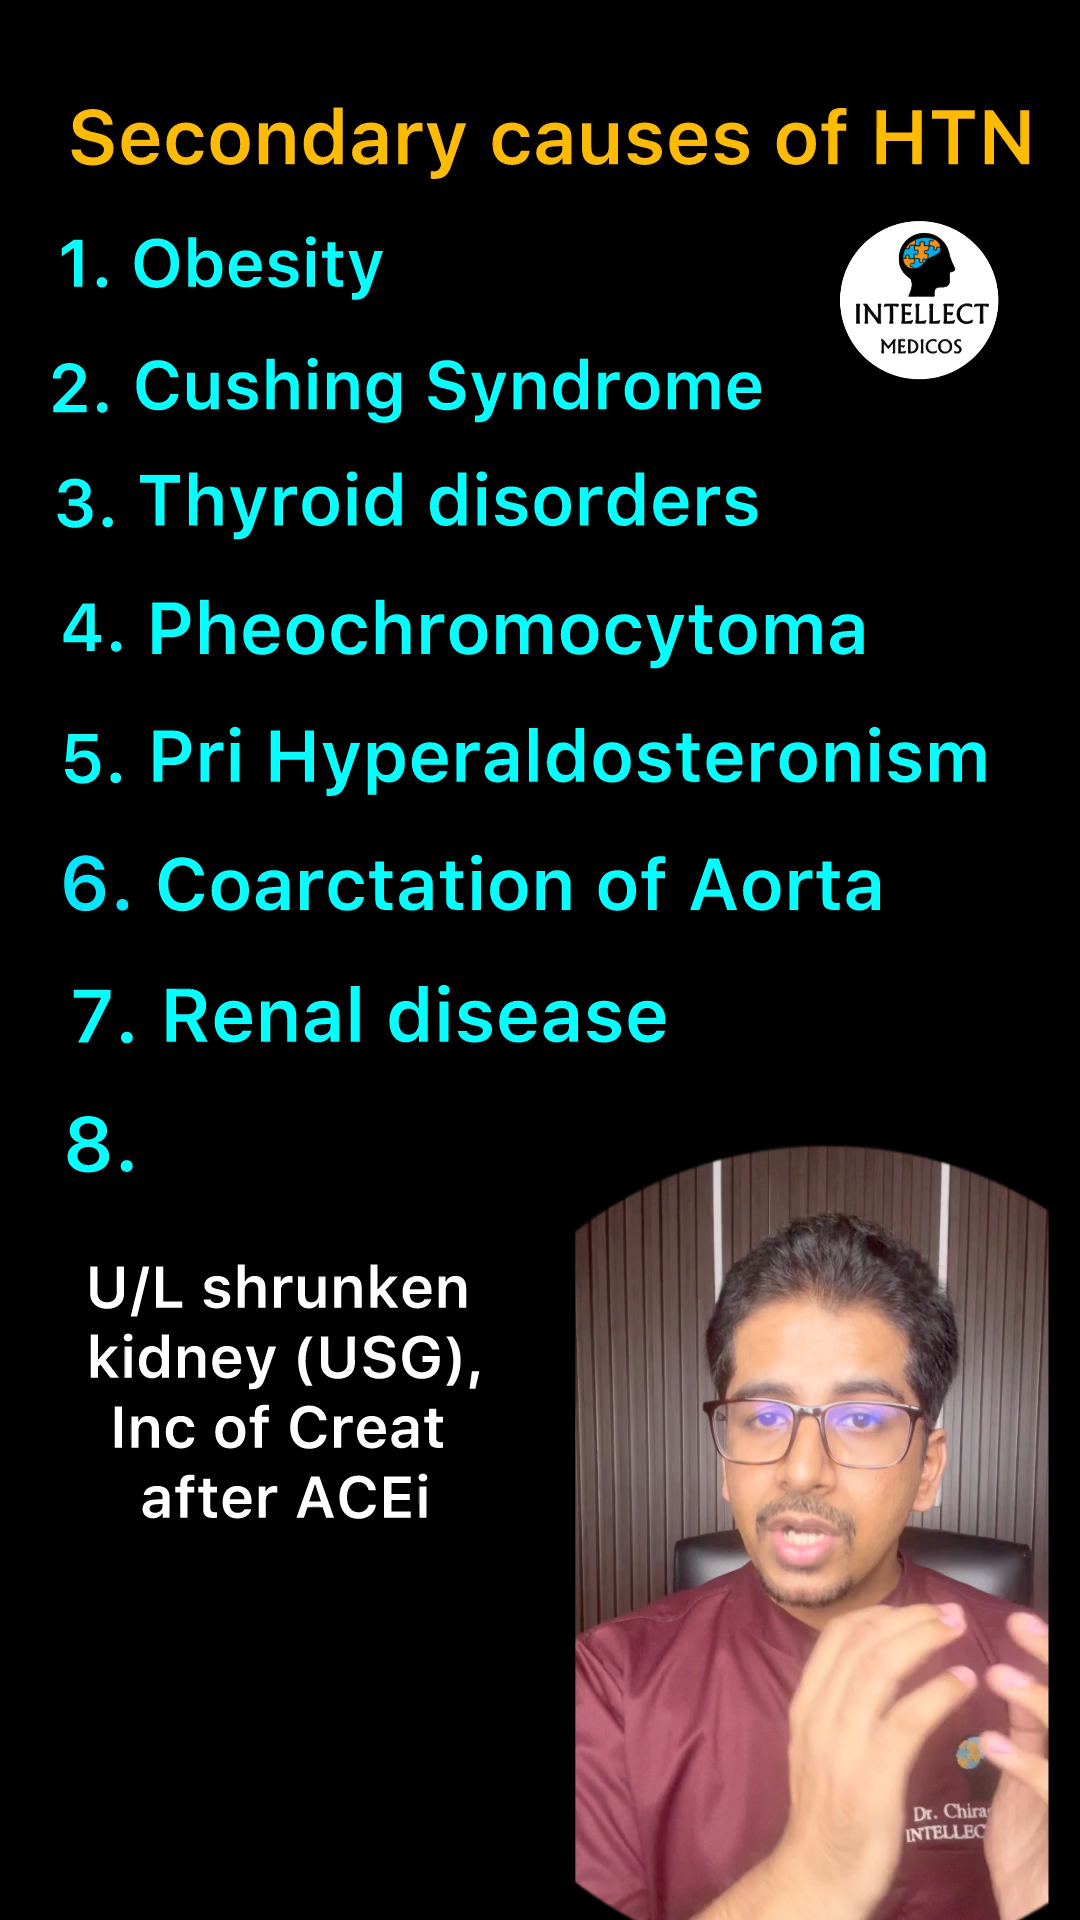 Secondary causes of HTN
1. Obesity
INTELLECT
MEDICOS
2. Cushing Syndrome
3. Thyroid disorders
4. Pheochromocytoma
5. Pri Hyperaldosteronism
6. Coarctation of Aorta
7. Renal disease
8.
U/L shrunken
kidney (USG),
Inc of Creat
after ACEi
Dr.